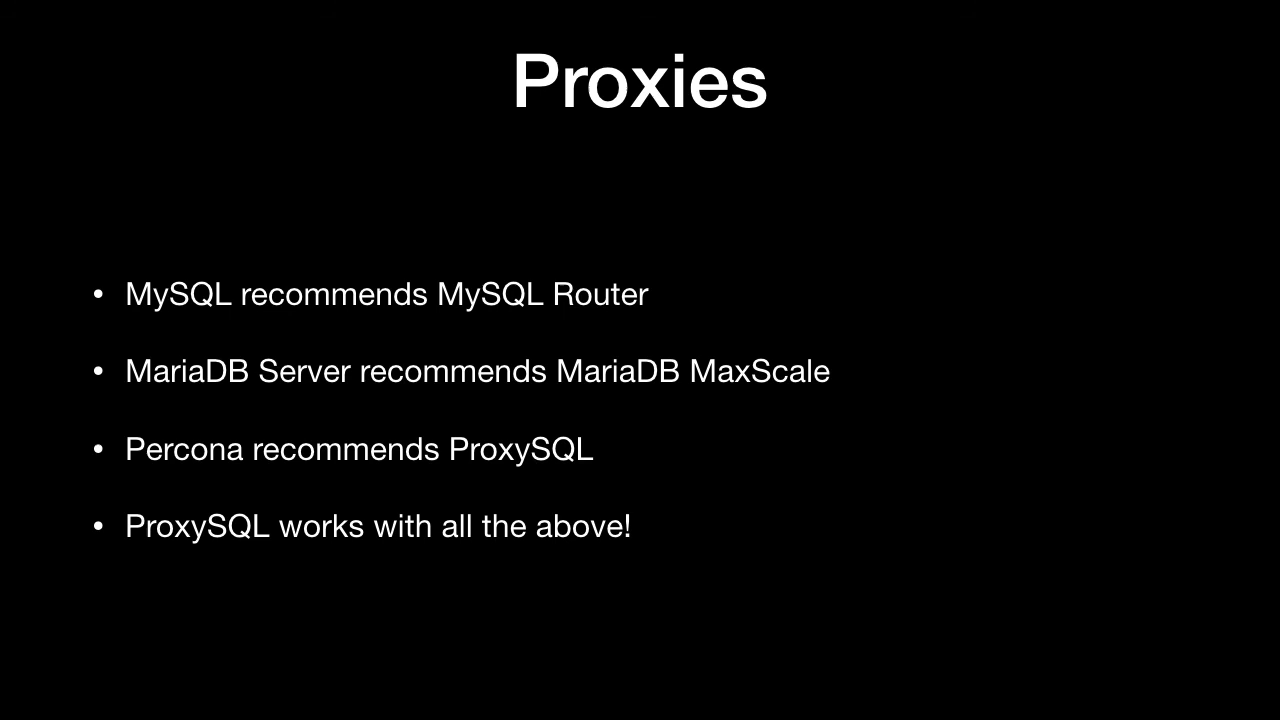 Proxies
• MySQL recommends MySQL Router
• MariaDB Server recommends MariaDB MaxScale
• Percona recommends ProxySQL
• ProxySQL works with all the above!